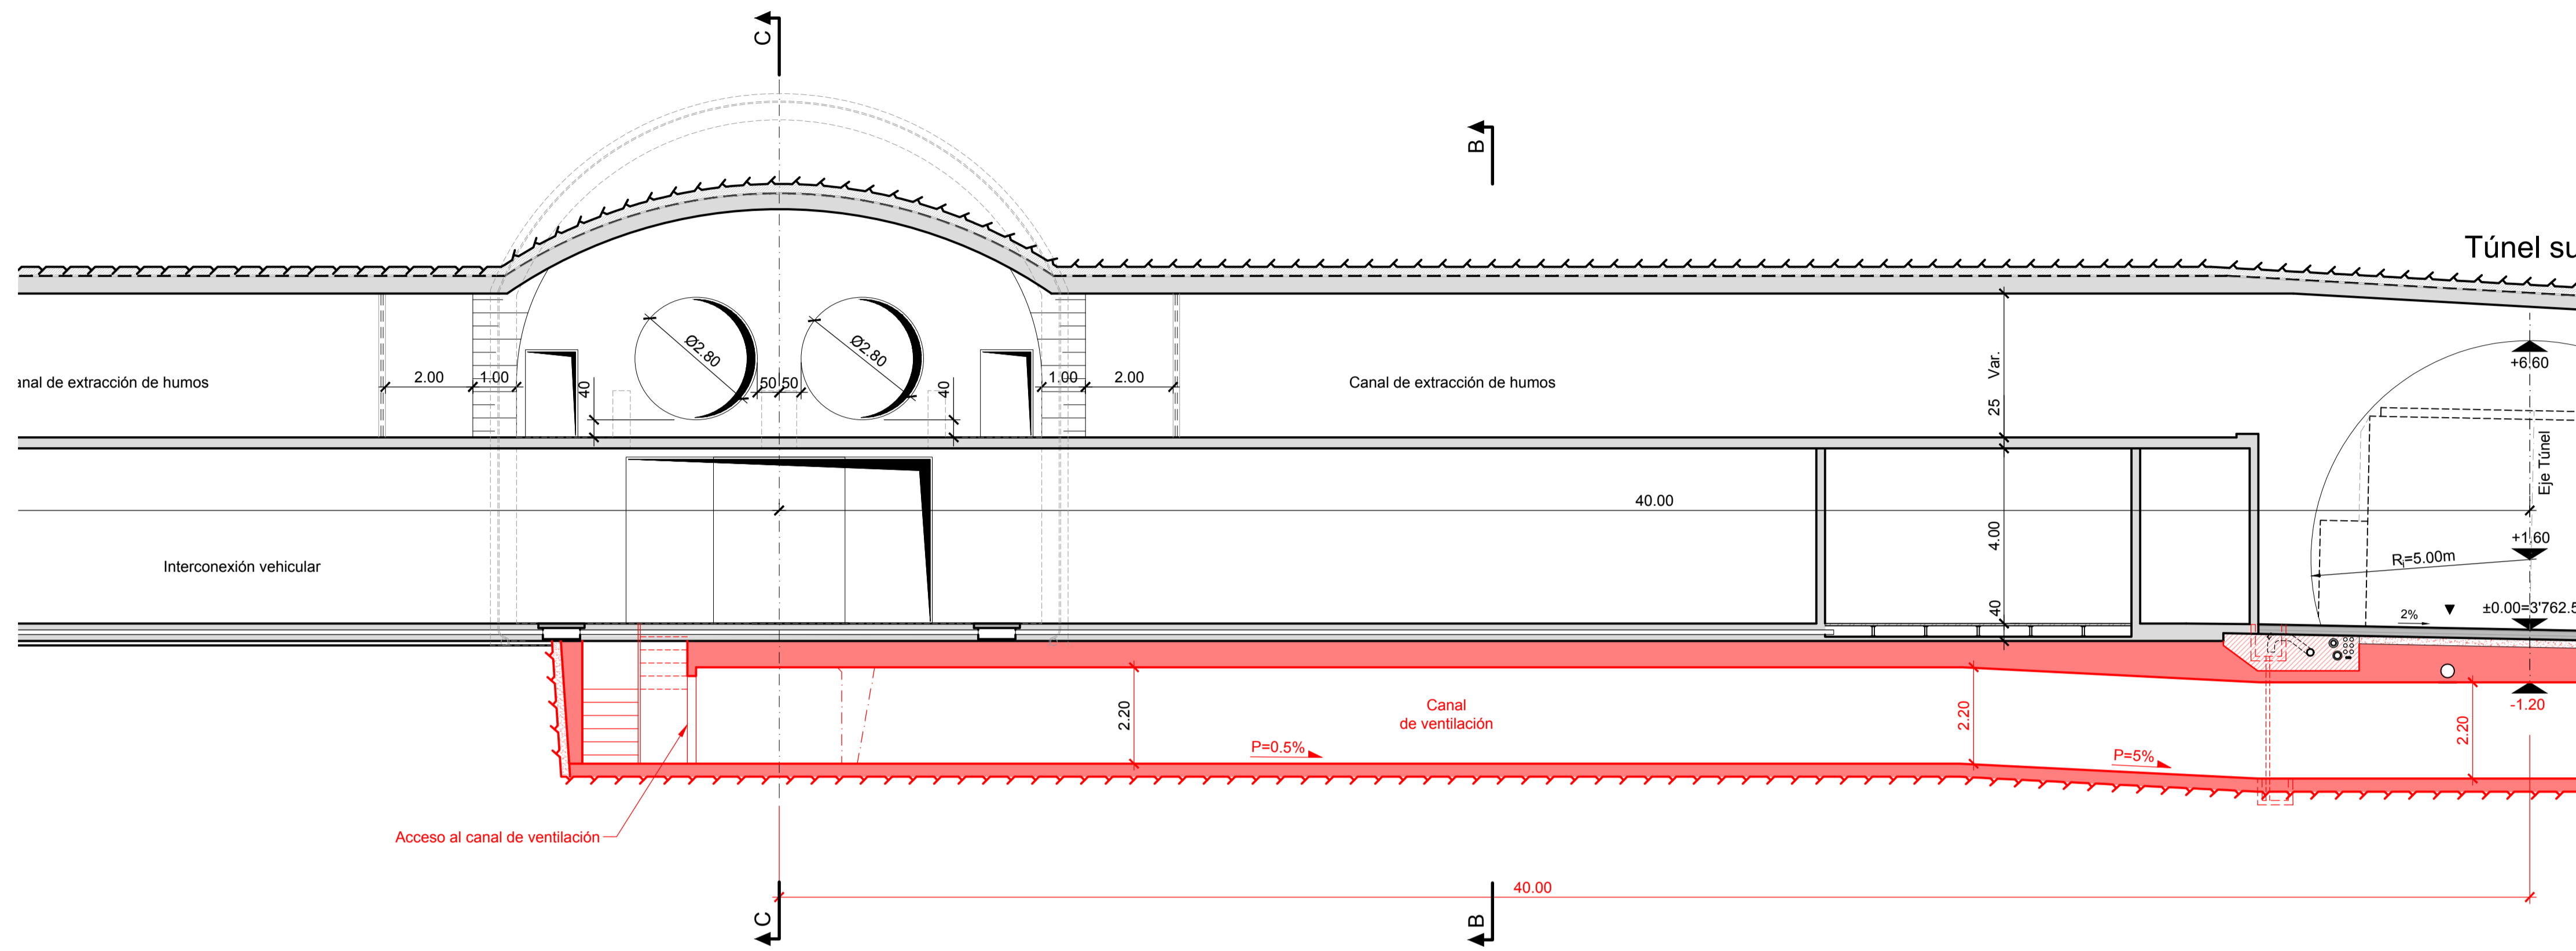 C
B
Túnel su
+6.60
Ø2.80
Ø2.80
50 50
2.00
1.00
40
40
1.00
2.00
anal de extracción de humos
Canal de extracción de humos
Var.
25
Eje Túnel
40.00
4.00
+1.60
R¡=5.00m
Interconexión vehicular
40
2%
±0.00=3'762.5
2.20
Canal
de ventilación
2.20
-1.20
2.20
P=0.5%
P=5%
Acceso al canal de ventilación
40.00
C
B